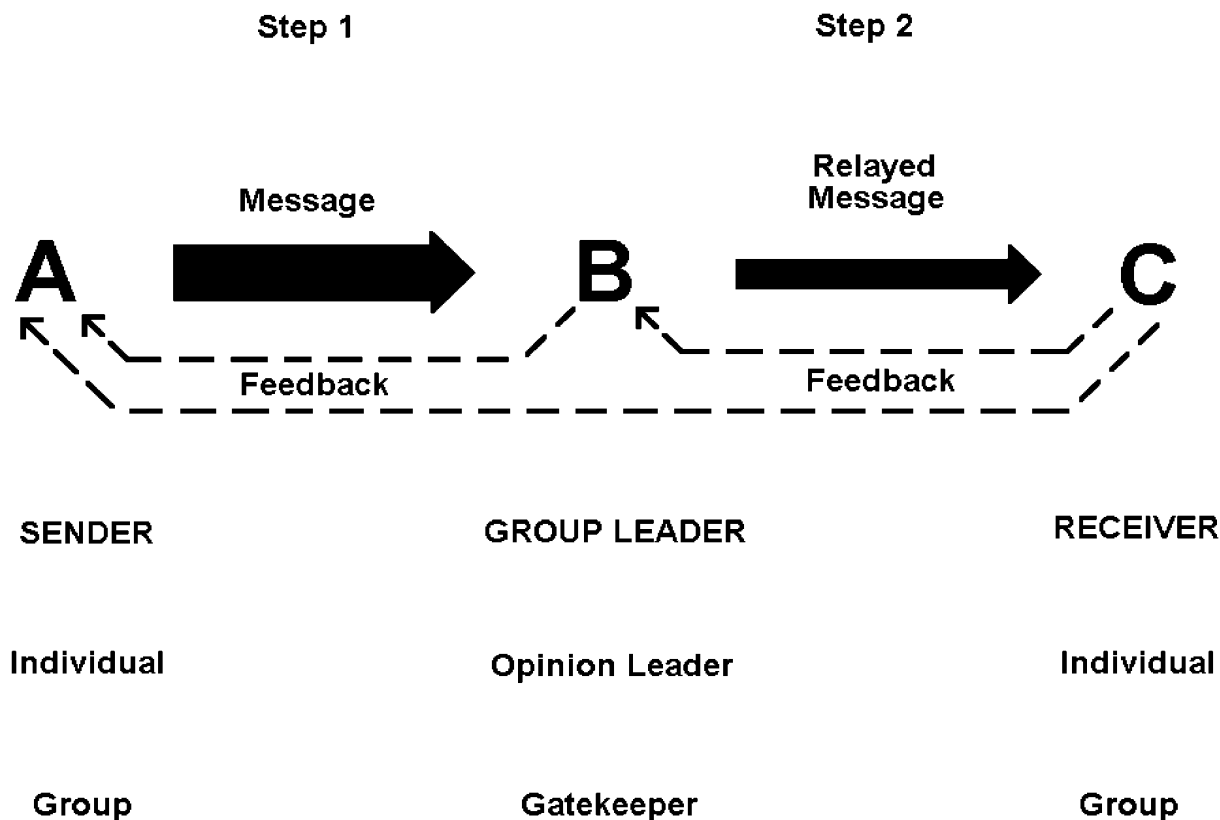 Step 1
Step 2
Message
Relayed
Message
A
B
C
Feedback
Feedback
SENDER
GROUP LEADER
RECEIVER
Individual
Opinion Leader
Individual
Group
Gatekeeper
Group